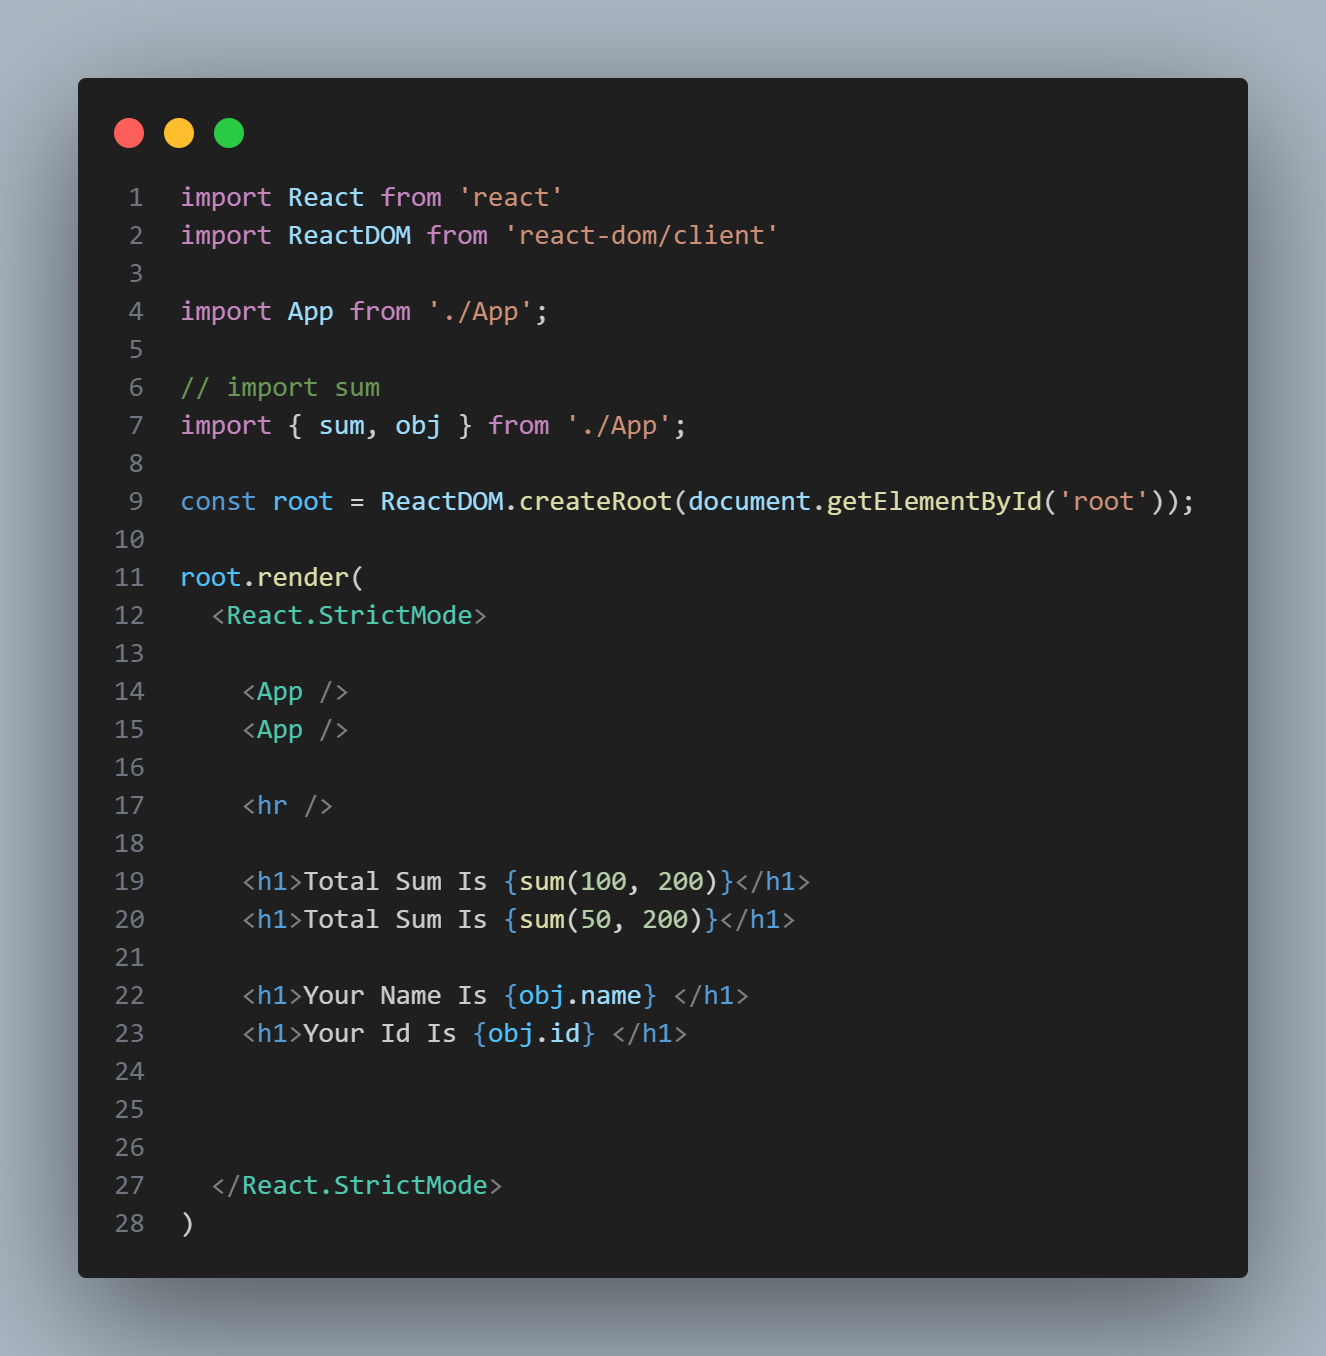 1 import React from 'react'
2 import ReactDOM from 'react-dom/client'
3
4 import App from './App';
5
6 // import sum
7 import { sum, obj } from './App';
8
9 const root = ReactDOM.createRoot(document.getElementById('root'));
10
11 root.render(
12   <React.StrictMode>
13
14     <App />
15     <App />
16
17     <hr />
18
19     <h1>Total Sum Is {sum(100, 200)}</h1>
20     <h1>Total Sum Is {sum(50, 200)}</h1>
21
22     <h1>Your Name Is {obj.name} </h1>
23     <h1>Your Id Is {obj.id} </h1>
24
25
26
27   </React.StrictMode>
28 )